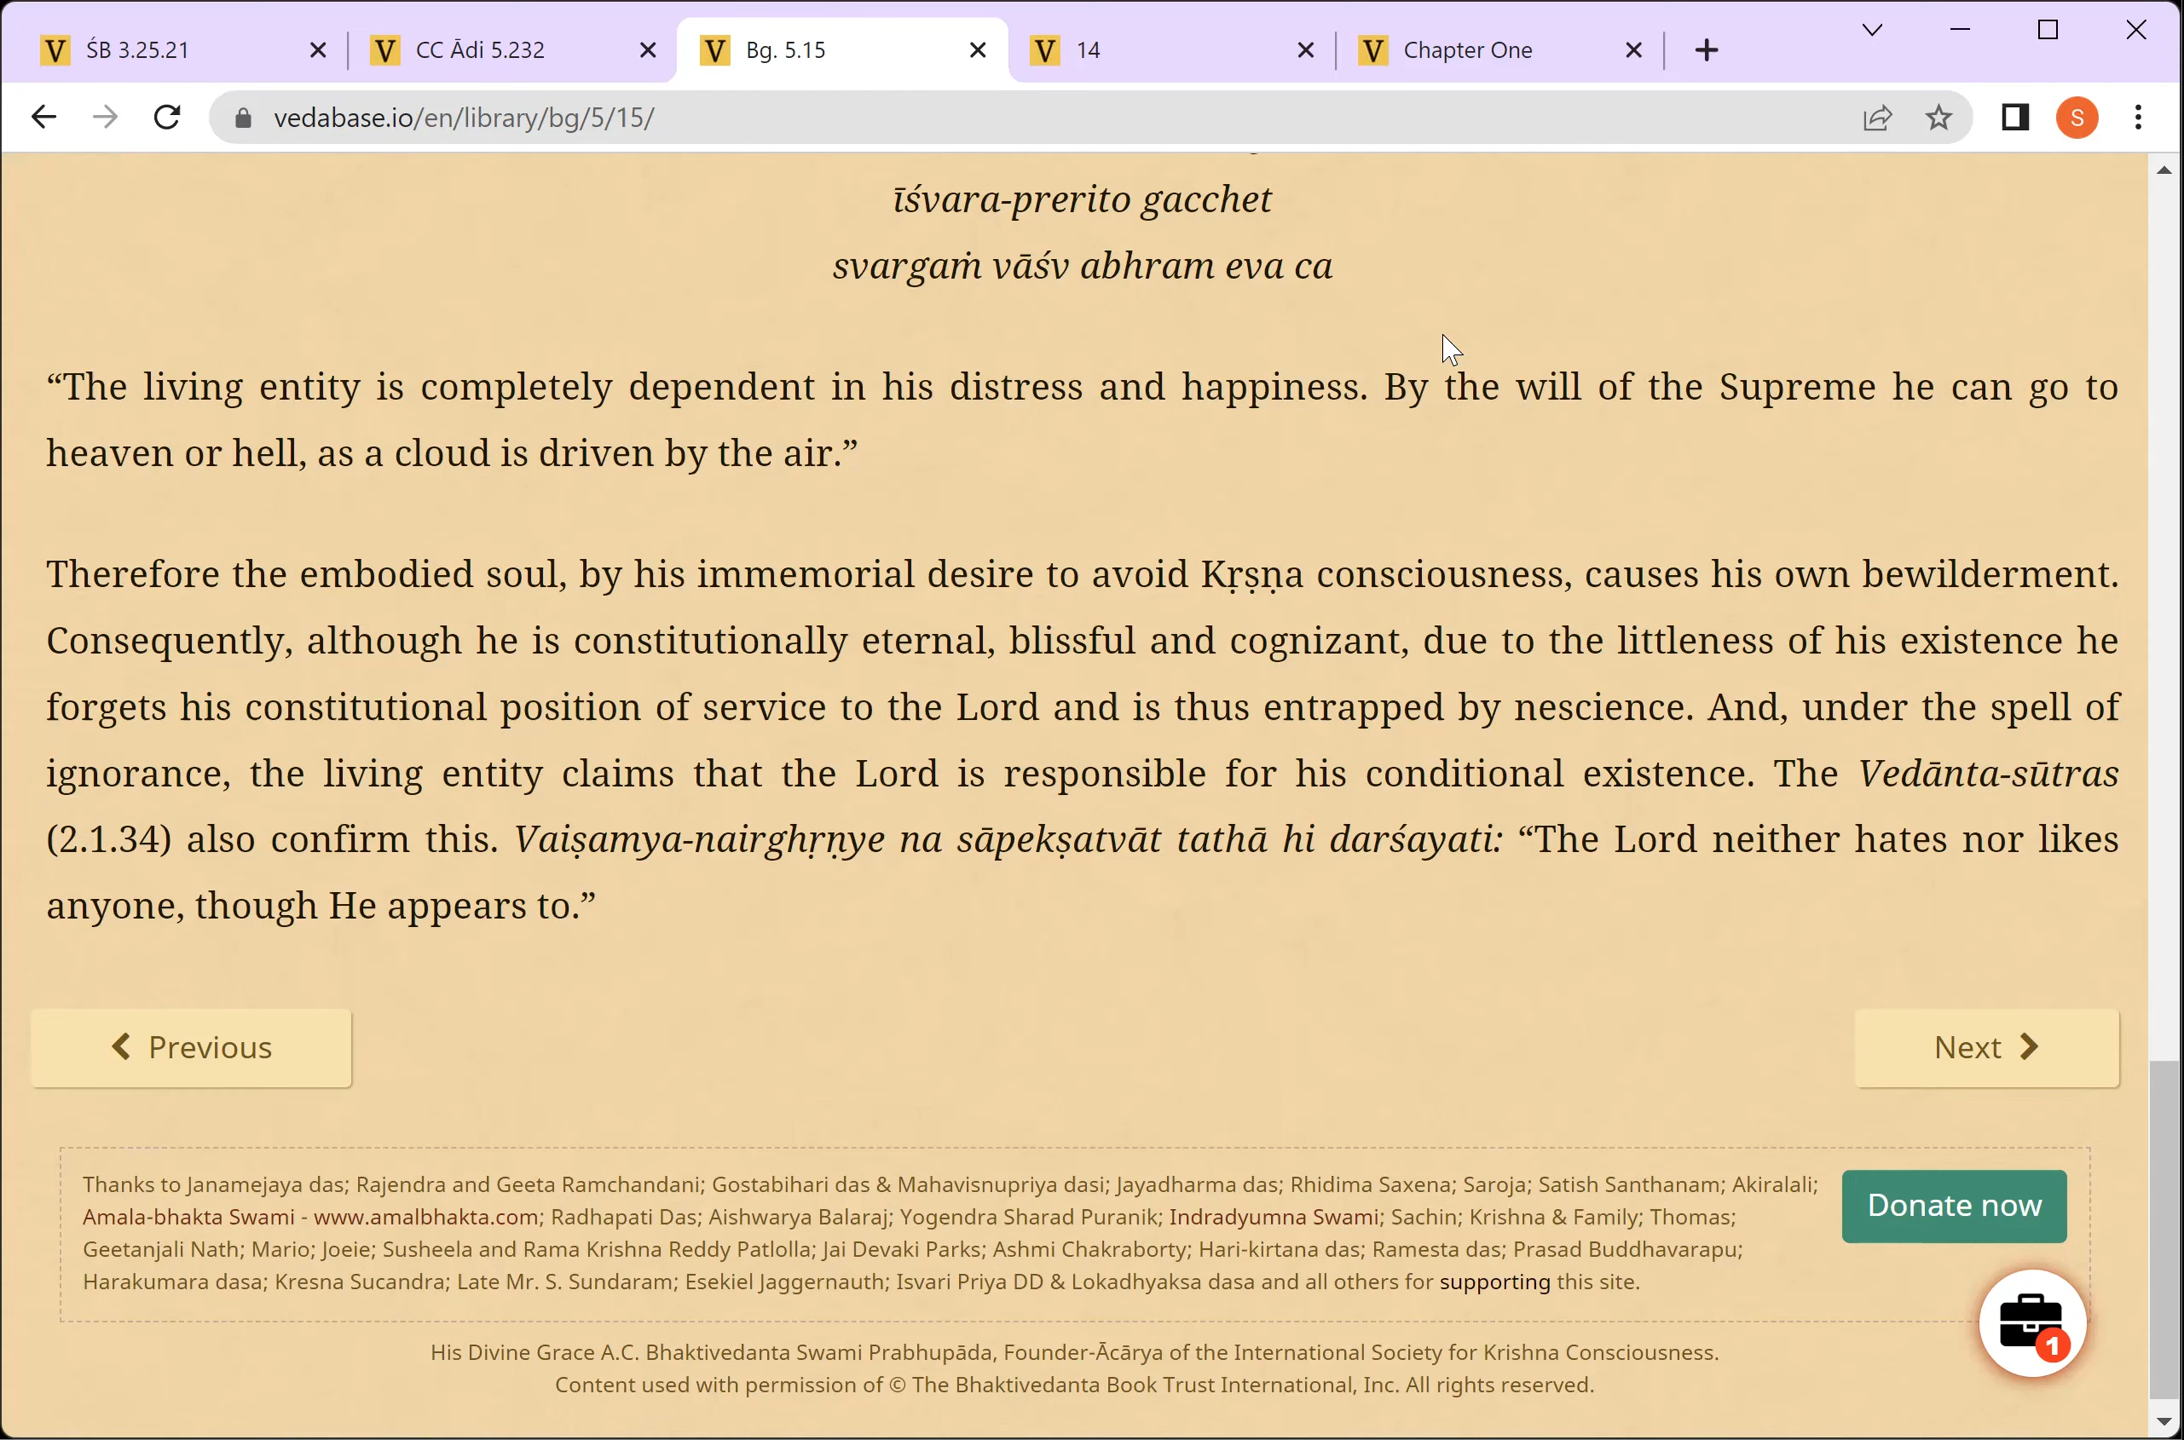 ŚB 3.25.21
CC Ādi 5.232
Bg. 5.15
14
Chapter One
vedabase.io/en/library/bg/5/15/
S
īśvara-prerito gacchet
svargaṁ vāśv abhram eva ca
“The living entity is completely dependent in his distress and happiness. By the will of the Supreme he can go to
heaven or hell, as a cloud is driven by the air.”
Therefore the embodied soul, by his immemorial desire to avoid Kṛṣṇa consciousness, causes his own bewilderment.
Consequently, although he is constitutionally eternal, blissful and cognizant, due to the littleness of his existence he
forgets his constitutional position of service to the Lord and is thus entrapped by nescience. And, under the spell of
ignorance, the living entity claims that the Lord is responsible for his conditional existence. The Vedānta-sūtras
(2.1.34) also confirm this. Vaiṣamya-nairghṛṇye na sāpekṣatvāt tathā hi darśayati: “The Lord neither hates nor likes
anyone, though He appears to.”
Previous
Next
Thanks to Janamejaya das; Rajendra and Geeta Ramchandani; Gostabihari das & Mahavisnupriya dasi; Jayadharma das; Rhidima Saxena; Saroja; Satish Santhanam; Akiralali;
Amala-bhakta Swami - www.amalbhakta.com; Radhapati Das; Aishwarya Balaraj; Yogendra Sharad Puranik; Indradyumna Swami; Sachin; Krishna & Family; Thomas;
Geetanjali Nath; Mario; Joeie; Susheela and Rama Krishna Reddy Patlolla; Jai Devaki Parks; Ashmi Chakraborty; Hari-kirtana das; Ramesta das; Prasad Buddhavarapu;
Harakumara dasa; Kresna Sucandra; Late Mr. S. Sundaram; Esekiel Jaggernauth; Isvari Priya DD & Lokadhyaksa dasa and all others for supporting this site.
Donate now
1
His Divine Grace A.C. Bhaktivedanta Swami Prabhupāda, Founder-Ācārya of the International Society for Krishna Consciousness.
Content used with permission of © The Bhaktivedanta Book Trust International, Inc. All rights reserved.